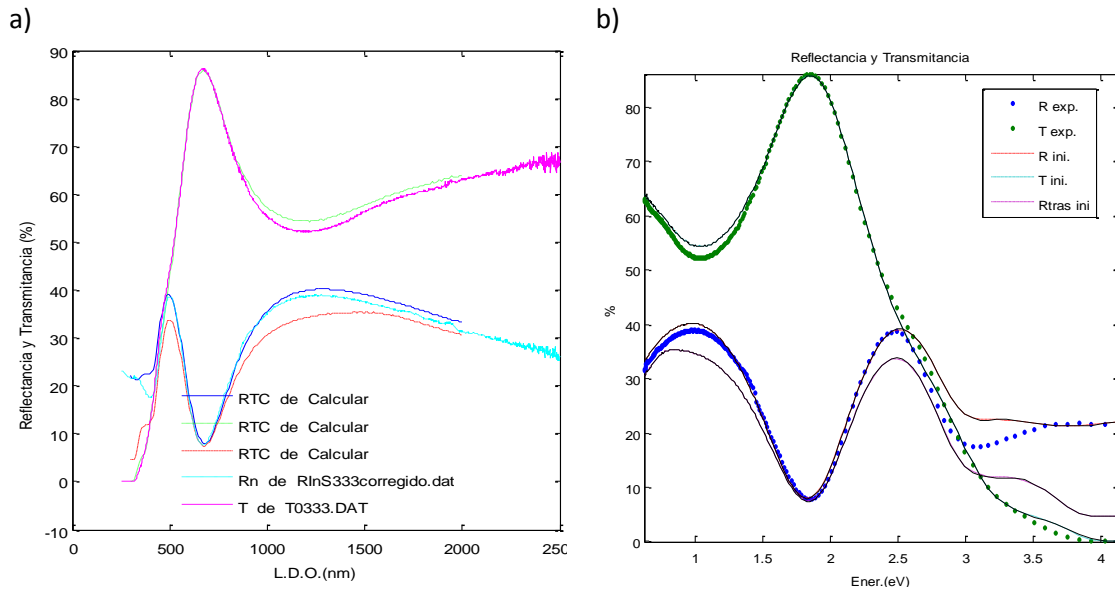 a)
90
80
70
60
50
40
30
20
10
0
-10
Reflectancia y Transmitancia (%)
RTC de Calcular
RTC de Calcular
RTC de Calcular
Rn de RInS333corregido.dat
T de T0333.DAT
0
500
1000
1500
2000
250
L.D.O.(nm)
b)
Reflectancia y Transmitancia
80
70
60
50
40
30
20
10
0
%
R exp.
T exp.
R ini.
T ini.
Rtras ini
1
1.5
2
2.5
3
3.5
4
Ener.(eV)